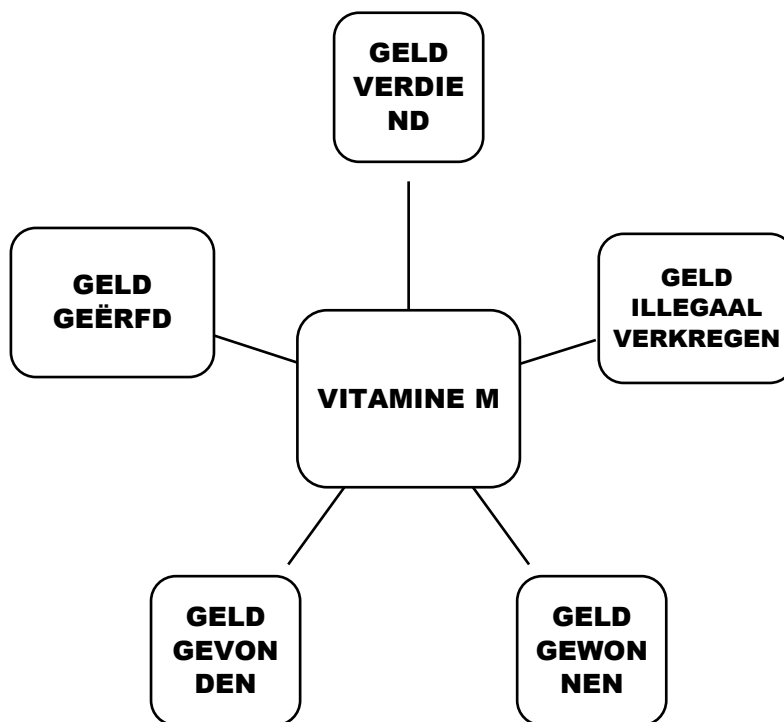 GELD
VERDIE
ND
GELD
GEËRFD
GELD
ILLEGAAL
VERKREGEN
VITAMINE M
GELD
GEVON
DEN
GELD
GEWON
NEN